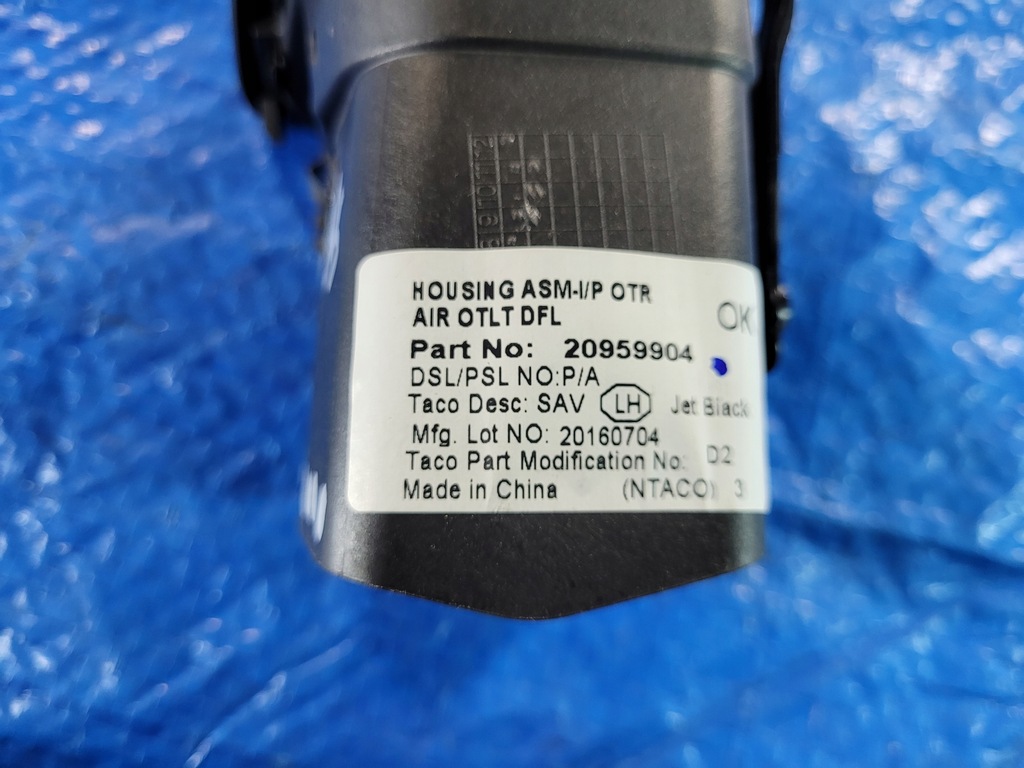 HOUSING ASM-I/P OTR
AIR OTLT DFL
OK
Part No: 20959904
DSL/PSL NO:P/A
Taco Desc: SAV LH Jet Black
Mfg. Lot NO: 20160704
Taco Part Modification No: D2
Made in China (NTACO) 3